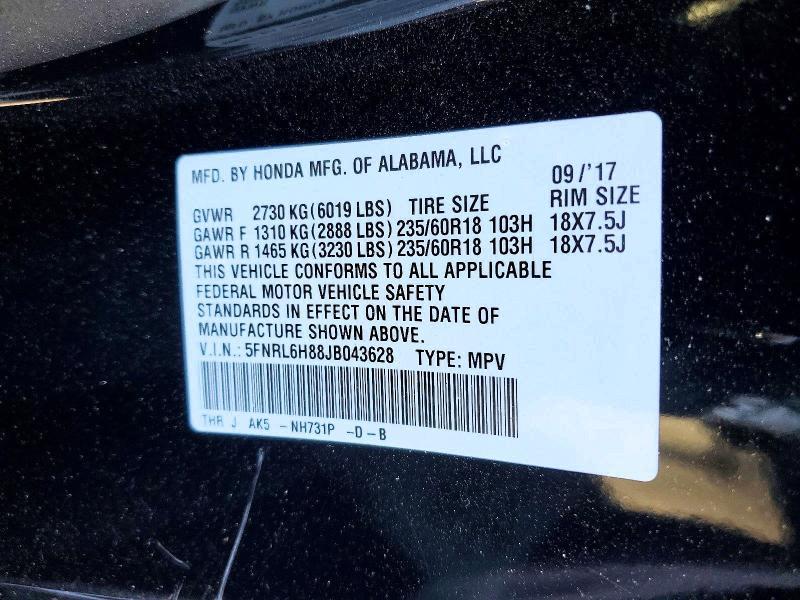 MFD. BY HONDA MFG. OF ALABAMA, LLC 09/'17
GVWR 2730 KG(6019 LBS) TIRE SIZE RIM SIZE
GAWR F 1310 KG(2888 LBS) 235/60R18 103H 18X7.5J
GAWR R 1465 KG(3230 LBS) 235/60R18 103H 18X7.5J
THIS VEHICLE CONFORMS TO ALL APPLICABLE
FEDERAL MOTOR VEHICLE SAFETY
STANDARDS IN EFFECT ON THE DATE OF
MANUFACTURE SHOWN ABOVE.
V.I.N.: 5FNRL6H88JB043628 TYPE: MPV
THR J AK5 - NH731P -D-B